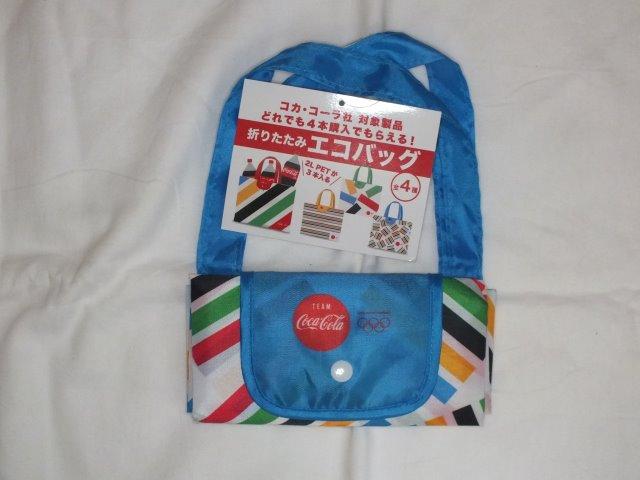 コカ・コーラ社 対象製品
どれでも4本購入でもらえる!
折りたたみエコバッグ
2L PETが
3本入る
全4種
TEAM
Coca-Cola